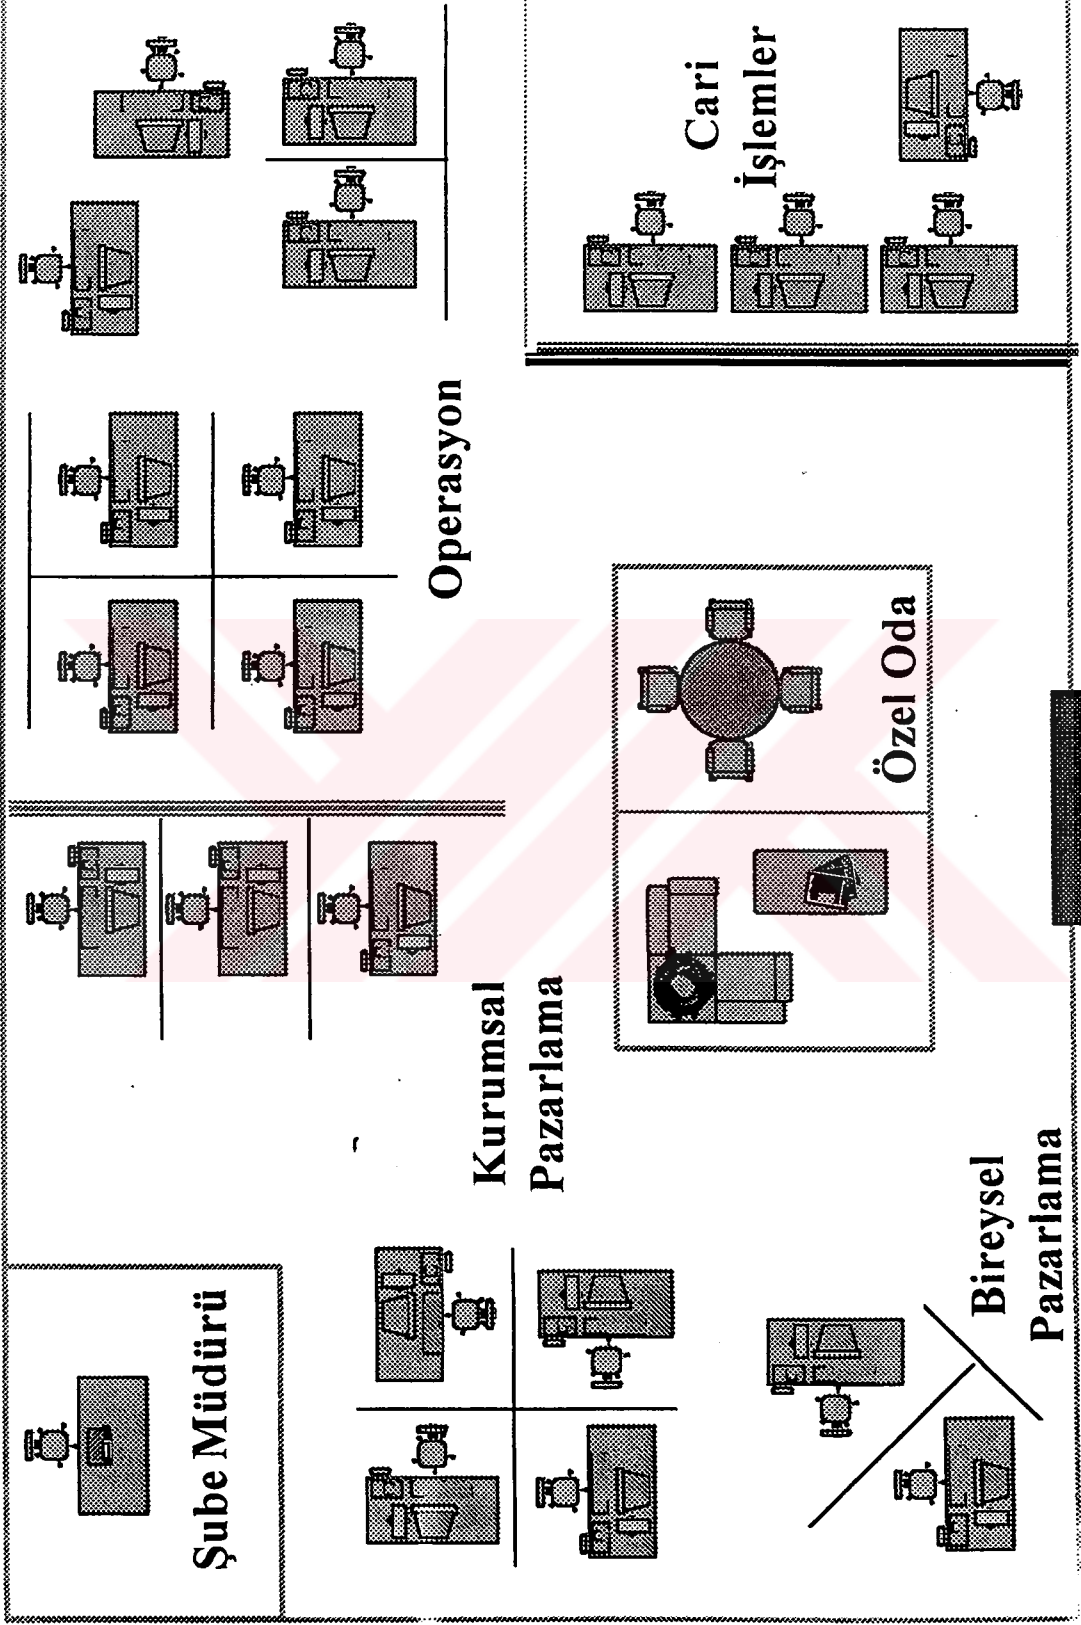 Şube Müdürü
Kurumsal
Pazarlama
Bireysel
Pazarlama
Operasyon
Özel Oda
Cari
İşlemler